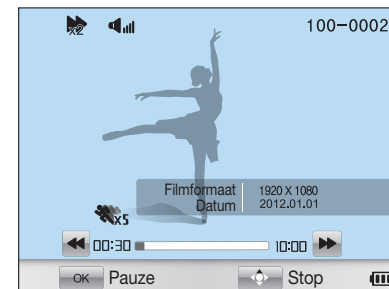 X2 100-0002
Filmformaat 1920 X 1080
Datum 2012.01.01
X5
00:30 10:00
OK Pauze Stop